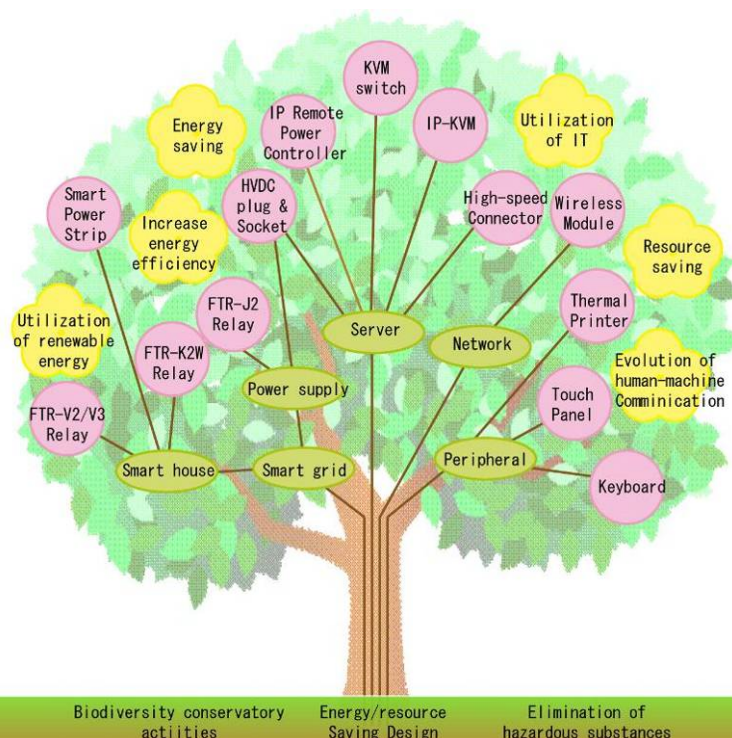 KVM
switch
IP Remote
Power
Controller
IP-KVM
Energy
saving
Utilization
of IT
Smart
Power
Strip
HVDC
plug &
Socket
High-speed
Connector
Wireless
Module
Increase
energy
efficiency
Resource
saving
Utilization
of renewable
energy
FTR-J2
Relay
Thermal
Printer
Server
Network
FTR-K2W
Relay
Evolution of
human-machine
Comminication
Power supply
Touch
Panel
FTR-V2/V3
Relay
Smart house
Smart grid
Peripheral
Keyboard
Biodiversity conservatory
actiities
Energy/resource
Saving Design
Elimination of
hazardous substances